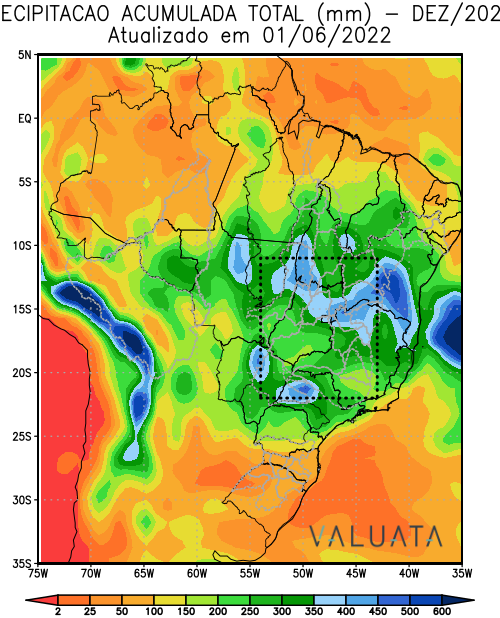 ECIPITACAO ACUMULADA TOTAL (mm) – DEZ/202
Atualizado em 01/06/2022
5N
EQ
5S
10S
15S
20S
25S
30S
35S
75W 70W 65W 60W 55W 50W 45W 40W 35W
VALUATA
2 25 50 100 150 200 250 300 350 400 450 500 600